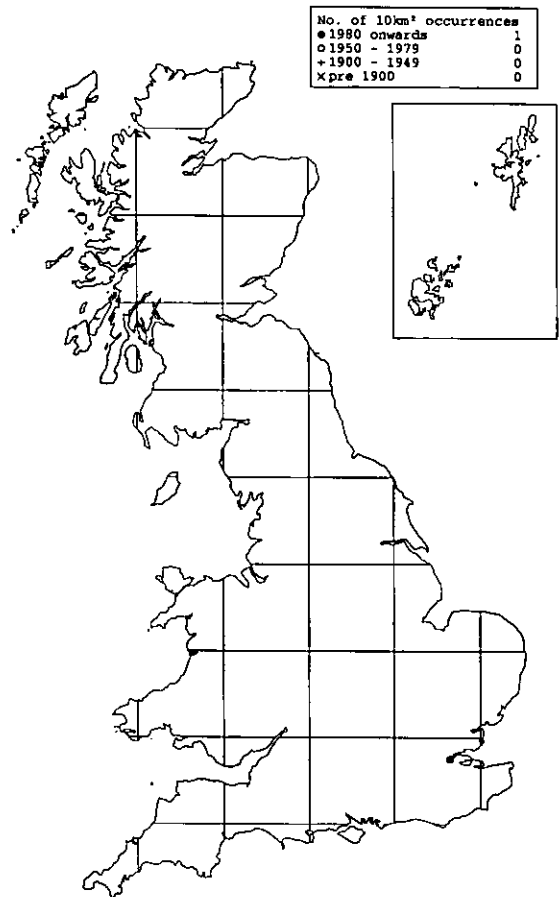 No. of 10km² occurrences
●1980 onwards 1
○1950 - 1979 0
+1900 - 1949 0
×pre 1900 0